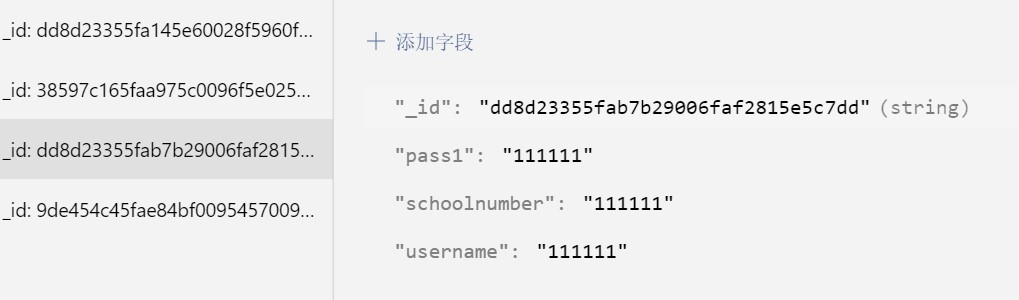 _id: dd8d23355fa145e60028f5960f...
_id: 38597c165faa975c0096f5e025...
_id: dd8d23355fab7b29006faf2815...
_id: 9de454c45fae84bf0095457009...
+ 添加字段
"_id": "dd8d23355fab7b29006faf2815e5c7dd" (string)
"pass1": "111111"
"schoolnumber": "111111"
"username": "111111"